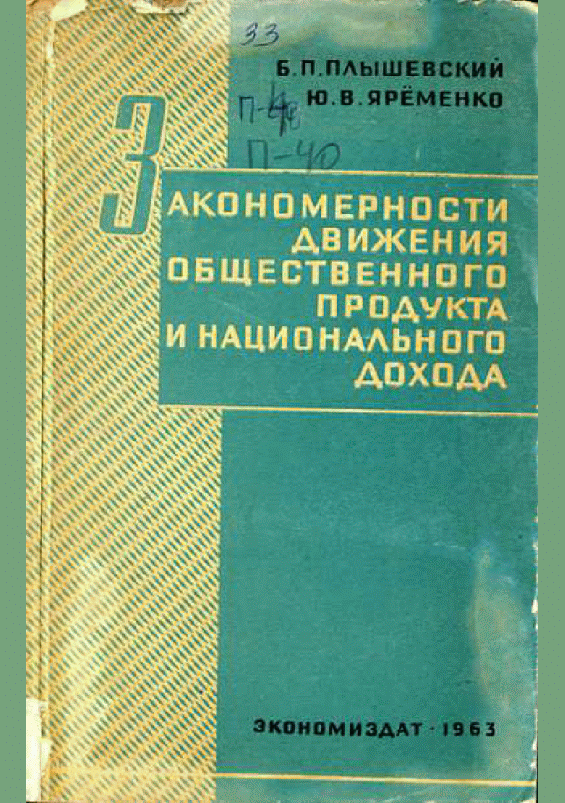 33
Б.П.ПЛЫШЕВСКИЙ
Ю.В.ЯРЁМЕНКО
П-40
ЗАКОНОМЕРНОСТИ
ДВИЖЕНИЯ
ОБЩЕСТВЕННОГО
ПРОДУКТА
И НАЦИОНАЛЬНОГО
ДОХОДА
ЭКОНОМИЗДАТ · 1963